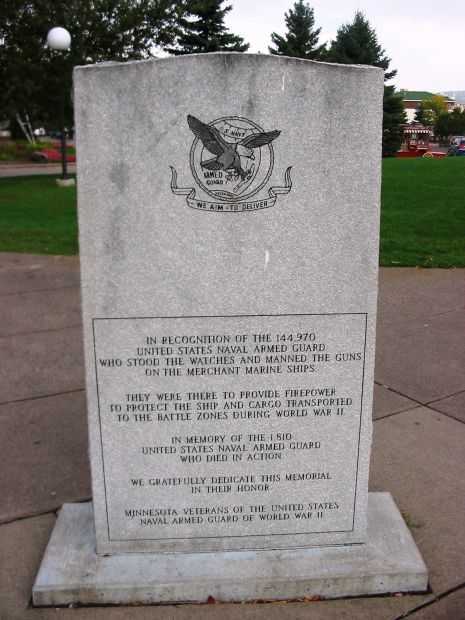 NAVY
ARMED
GUARD
WE AIM - TO DELIVER
IN RECOGNITION OF THE 144,970
UNITED STATES NAVAL ARMED GUARD
WHO STOOD THE WATCHES AND MANNED THE GUNS
ON THE MERCHANT MARINE SHIPS.
THEY WERE THERE TO PROVIDE FIREPOWER
TO PROTECT THE SHIP AND CARGO TRANSPORTED
TO THE BATTLE ZONES DURING WORLD WAR II.
IN MEMORY OF THE 1,810
UNITED STATES NAVAL ARMED GUARD
WHO DIED IN ACTION
WE GRATEFULLY DEDICATE THIS MEMORIAL
IN THEIR HONOR
MINNESOTA VETERANS OF THE UNITED STATES
NAVAL ARMED GUARD OF WORLD WAR II